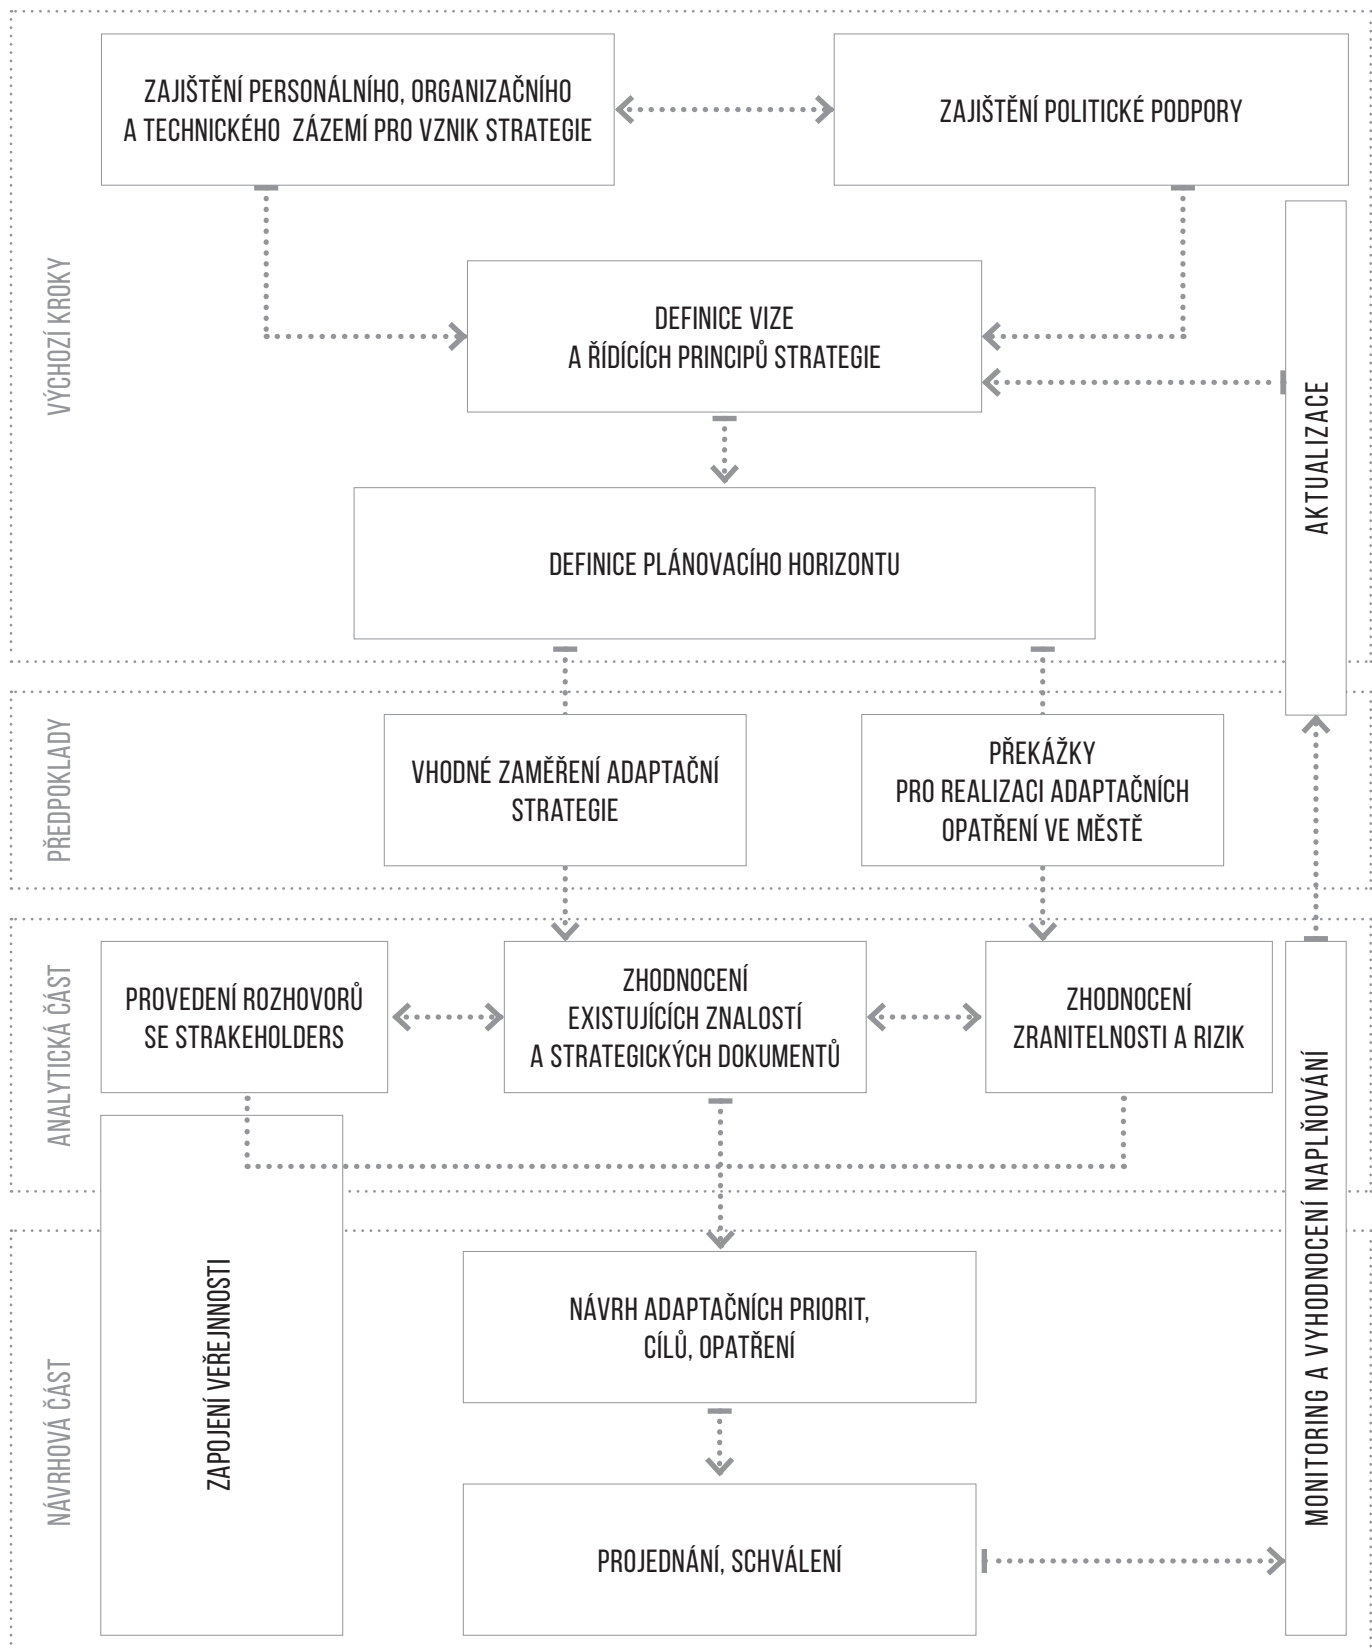 ZAJIŠTĚNÍ PERSONÁLNÍHO, ORGANIZAČNÍHO
A TECHNICKÉHO ZÁZEMÍ PRO VZNIK STRATEGIE
ZAJIŠTĚNÍ POLITICKÉ PODPORY
VÝCHOZÍ KROKY
DEFINICE VIZE
A ŘÍDÍCÍCH PRINCIPŮ STRATEGIE
AKTUALIZACE
DEFINICE PLÁNOVACÍHO HORIZONTU
PŘEDPOKLADY
VHODNÉ ZAMĚŘENÍ ADAPTAČNÍ
STRATEGIE
PŘEKÁŽKY
PRO REALIZACI ADAPTAČNÍCH
OPATŘENÍ VE MĚSTĚ
ANALYTICKÁ ČÁST
PROVEDENÍ ROZHOVORŮ
SE STRAKEHOLDERS
ZHODNOCENÍ
EXISTUJÍCÍCH ZNALOSTÍ
A STRATEGICKÝCH DOKUMENTŮ
ZHODNOCENÍ
ZRANITELNOSTI A RIZIK
MONITORING A VYHODNOCENÍ NAPLŇOVÁNÍ
NÁVRHOVÁ ČÁST
ZAPOJENÍ VEŘEJNNOSTI
NÁVRH ADAPTAČNÍCH PRIORIT,
CÍLŮ, OPATŘENÍ
PROJEDNÁNÍ, SCHVÁLENÍ